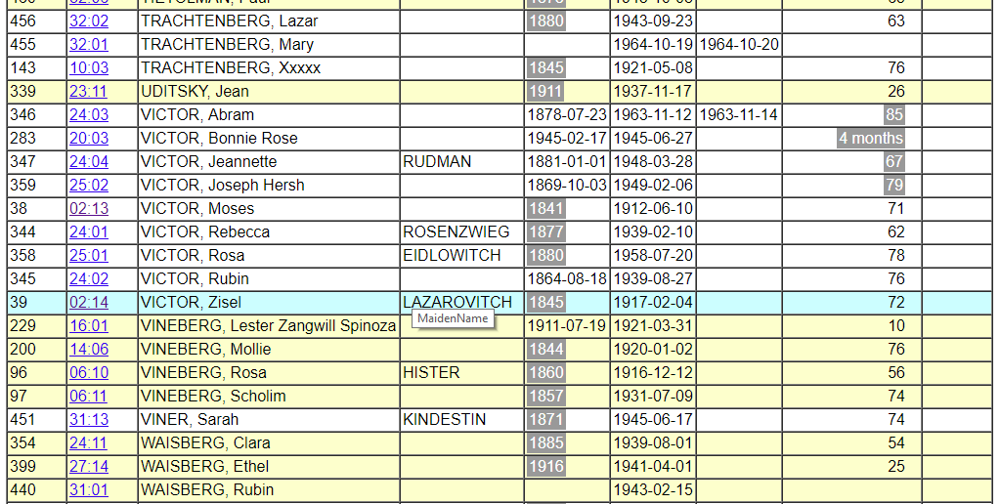 456 32:02 TRACHTENBERG, Lazar 1880 1943-09-23 63
455 32:01 TRACHTENBERG, Mary 1964-10-19 1964-10-20
143 10:03 TRACHTENBERG, Xxxxx 1845 1921-05-08 76
339 23:11 UDITSKY, Jean 1911 1937-11-17 26
346 24:03 VICTOR, Abram 1878-07-23 1963-11-12 1963-11-14 85
283 20:03 VICTOR, Bonnie Rose 1945-02-17 1945-06-27 4 months
347 24:04 VICTOR, Jeannette RUDMAN 1881-01-01 1948-03-28 67
359 25:02 VICTOR, Joseph Hersh 1869-10-03 1949-02-06 79
38 02:13 VICTOR, Moses 1841 1912-06-10 71
344 24:01 VICTOR, Rebecca ROSENZWIEG 1877 1939-02-10 62
358 25:01 VICTOR, Rosa EIDLOWITCH 1880 1958-07-20 78
345 24:02 VICTOR, Rubin 1864-08-18 1939-08-27 76
39 02:14 VICTOR, Zisel LAZAROVITCH 1845 1917-02-04 72
MaidenName
229 16:01 VINEBERG, Lester Zangwill Spinoza 1911-07-19 1921-03-31 10
200 14:06 VINEBERG, Mollie 1844 1920-01-02 76
96 06:10 VINEBERG, Rosa HISTER 1860 1916-12-12 56
97 06:11 VINEBERG, Scholim 1857 1931-07-09 74
451 31:13 VINER, Sarah KINDESTIN 1871 1945-06-17 74
354 24:11 WAISBERG, Clara 1885 1939-08-01 54
399 27:14 WAISBERG, Ethel 1916 1941-04-01 25
440 31:01 WAISBERG, Rubin 1943-02-15